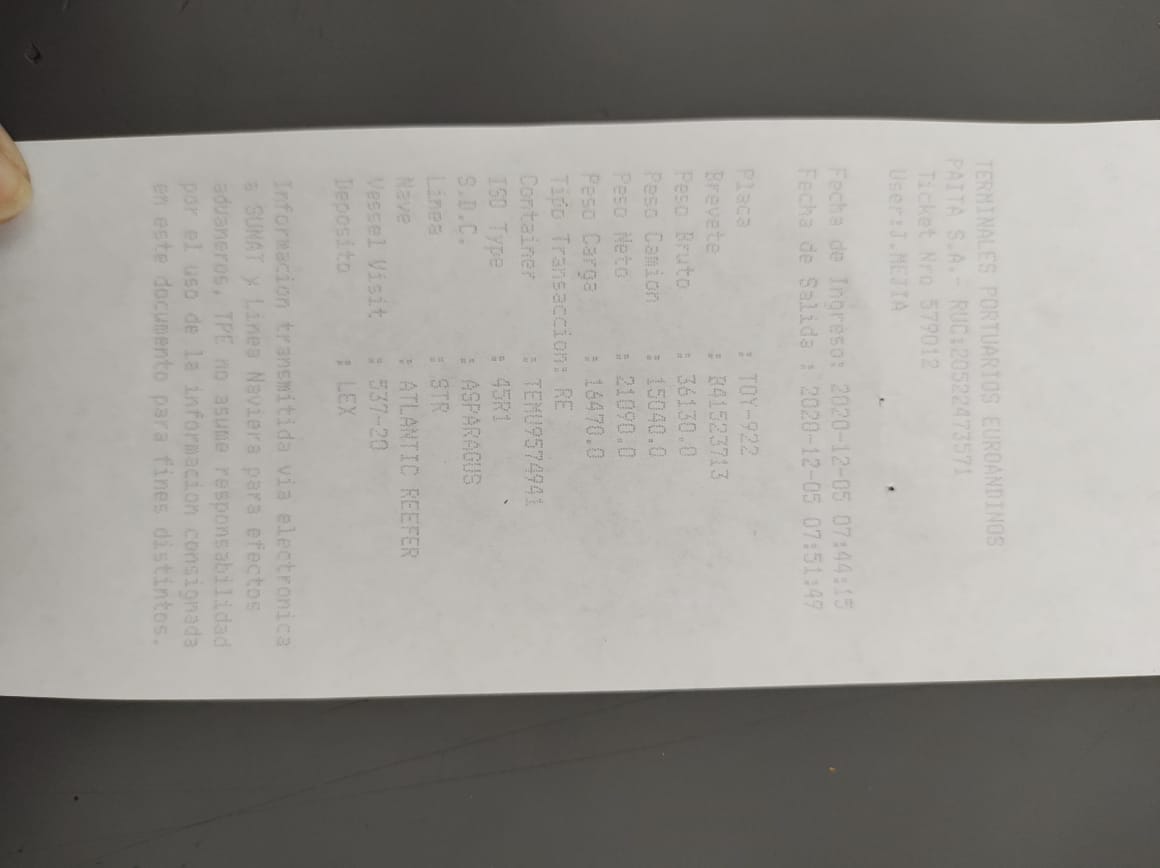 TERMINALES PORTUARIOS EUROANDINOS
PAITA S.A.- RUC:20522473571
Ticket Nro 579012
User:J.MEJIA
Fecha de Ingreso: 2020-12-05 07:44:15
Fecha de Salida : 2020-12-05 07:51:49
Placa : TOY-922
Brevete : B41523713
Peso Bruto : 36130.0
Peso Camion : 15040.0
Peso Neto : 21090.0
Peso Carga : 16470.0
Tipo Transaccion: RE
Container : TEMU9574941
ISO Type : 45R1
S.D.C. : ASPARAGUS
Linea : STR
Nave : ATLANTIC REEFER
Vessel Visit : 537-20
Deposito : LEX
Informacion transmitida via electronica
a SUNAT y Linea Naviera para efectos
aduaneros, TPE no asume responsabilidad
por el uso de la informacion consignada
en este documento para fines distintos.